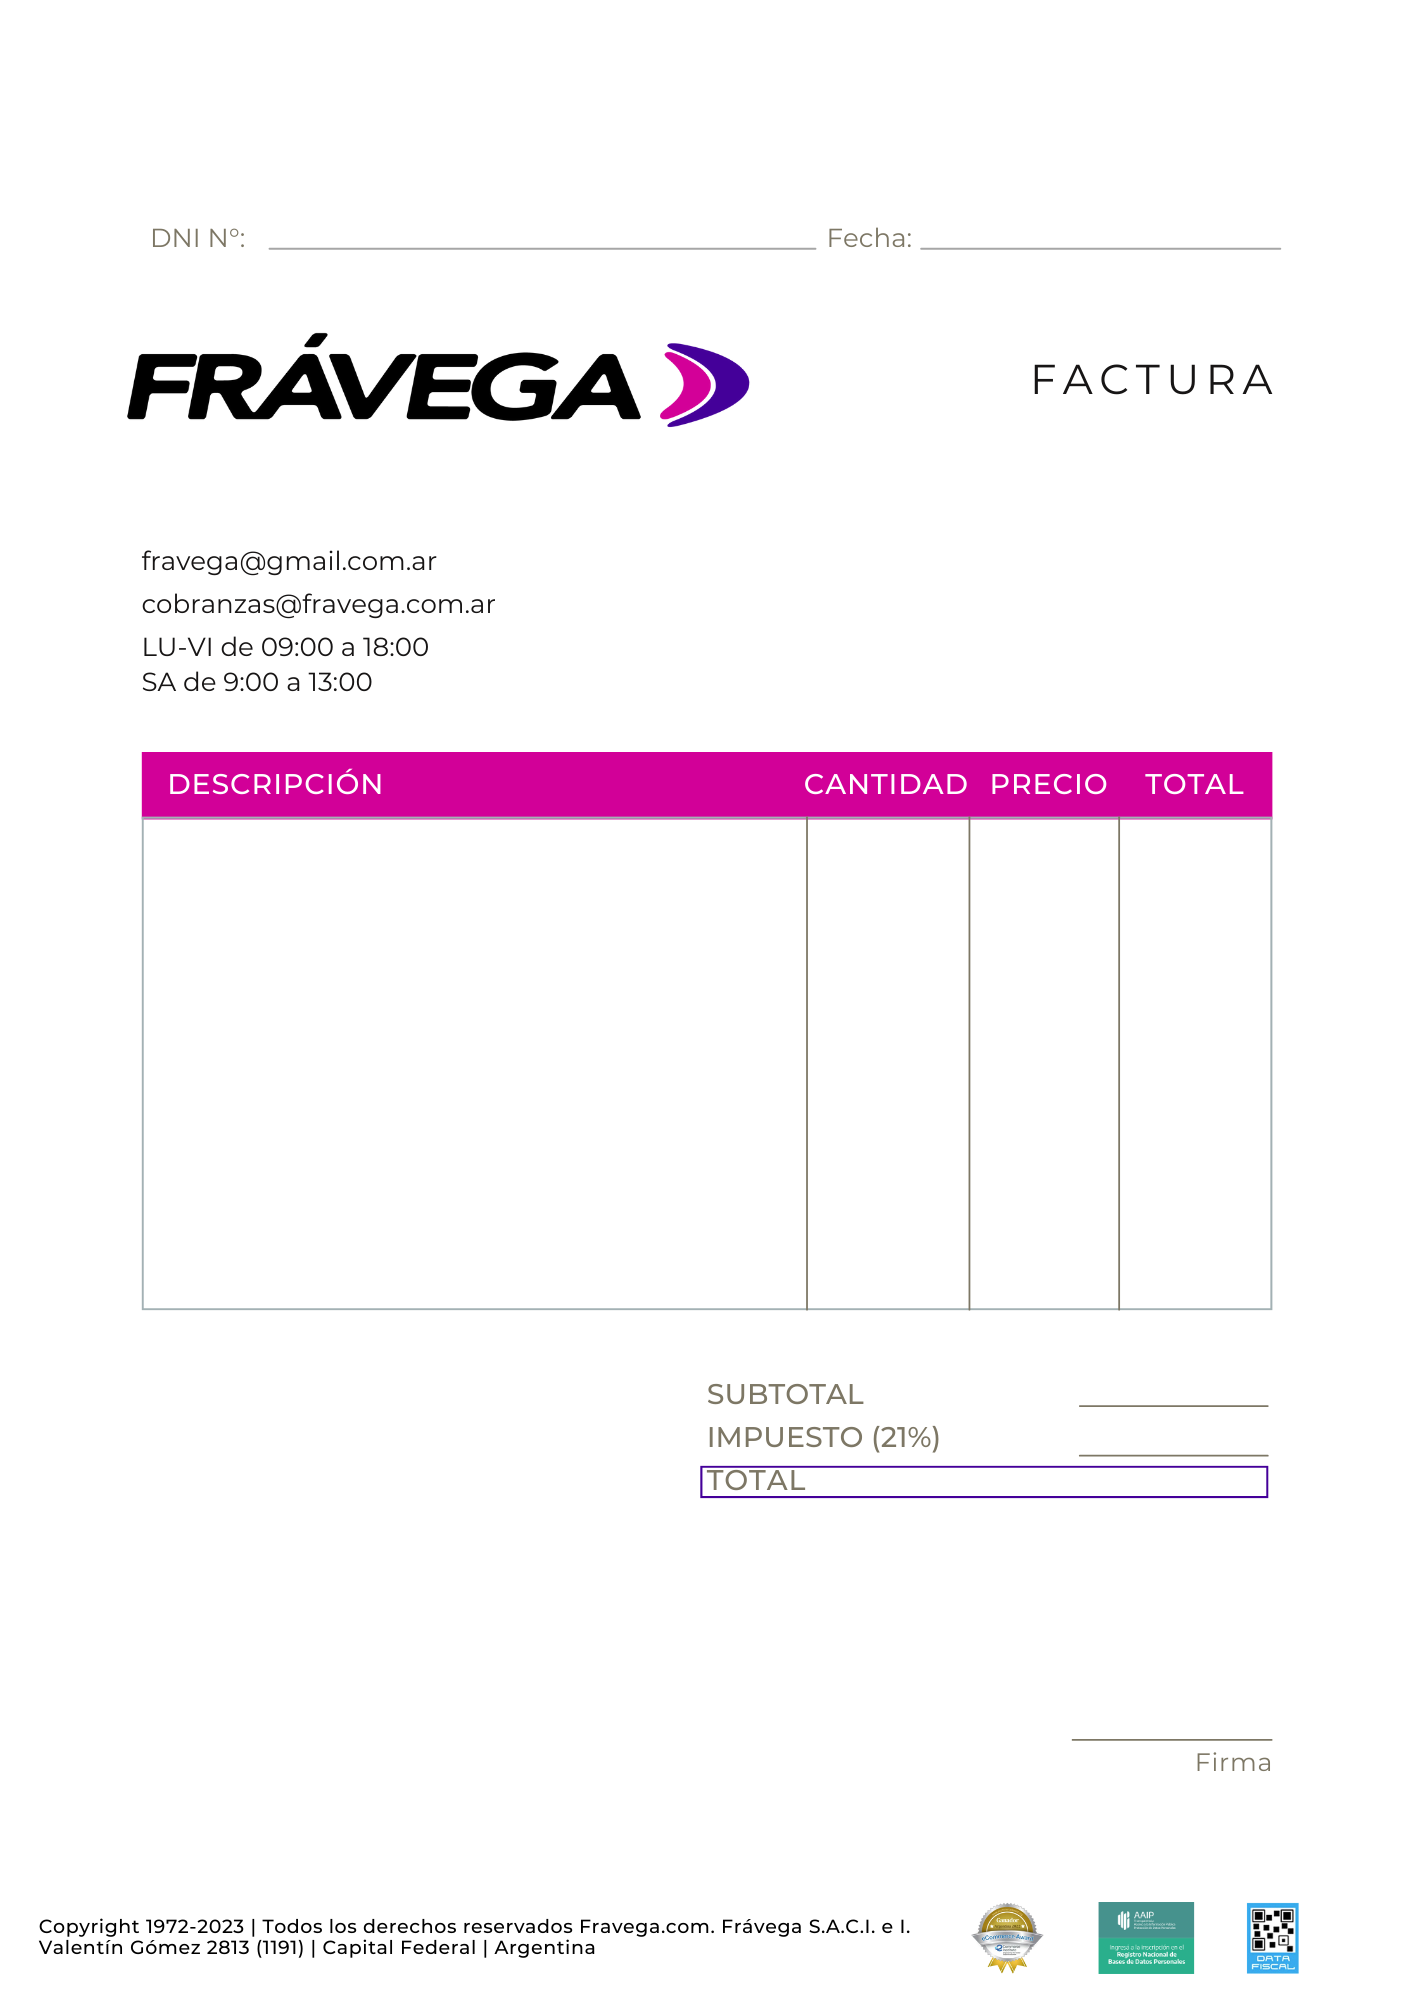 DNI N°: Fecha:
FRÁVEGA
FACTURA
fravega@gmail.com.ar
cobranzas@fravega.com.ar
LU-VI de 09:00 a 18:00
SA de 9:00 a 13:00
DESCRIPCIÓN CANTIDAD PRECIO TOTAL
SUBTOTAL
IMPUESTO (21%)
TOTAL
Firma
Copyright 1972-2023 | Todos los derechos reservados Fravega.com. Frávega S.A.C.I. e I.
Valentín Gómez 2813 (1191) | Capital Federal | Argentina
Ganador
eCommerce Award
AAIP
Ingresá a la inscripción en el
Registro Nacional de
Bases de Datos Personales
DATA
FISCAL